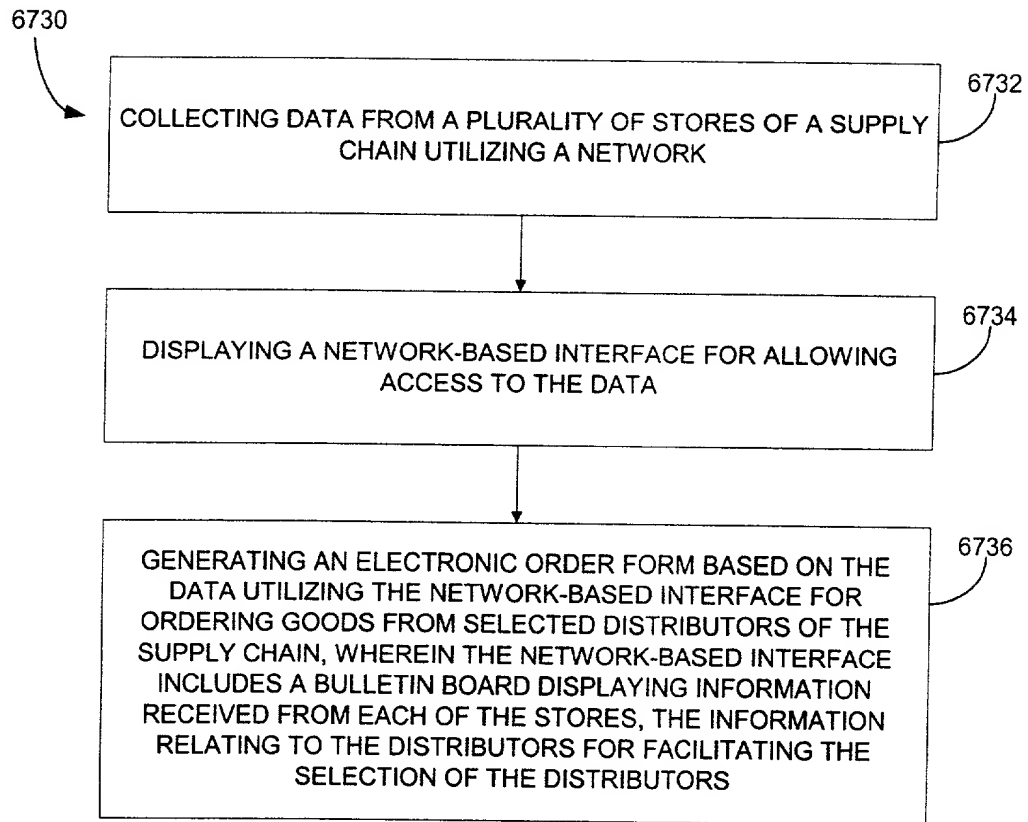 6730
6732
COLLECTING DATA FROM A PLURALITY OF STORES OF A SUPPLY
CHAIN UTILIZING A NETWORK
6734
DISPLAYING A NETWORK-BASED INTERFACE FOR ALLOWING
ACCESS TO THE DATA
6736
GENERATING AN ELECTRONIC ORDER FORM BASED ON THE
DATA UTILIZING THE NETWORK-BASED INTERFACE FOR
ORDERING GOODS FROM SELECTED DISTRIBUTORS OF THE
SUPPLY CHAIN, WHEREIN THE NETWORK-BASED INTERFACE
INCLUDES A BULLETIN BOARD DISPLAYING INFORMATION
RECEIVED FROM EACH OF THE STORES, THE INFORMATION
RELATING TO THE DISTRIBUTORS FOR FACILITATING THE
SELECTION OF THE DISTRIBUTORS